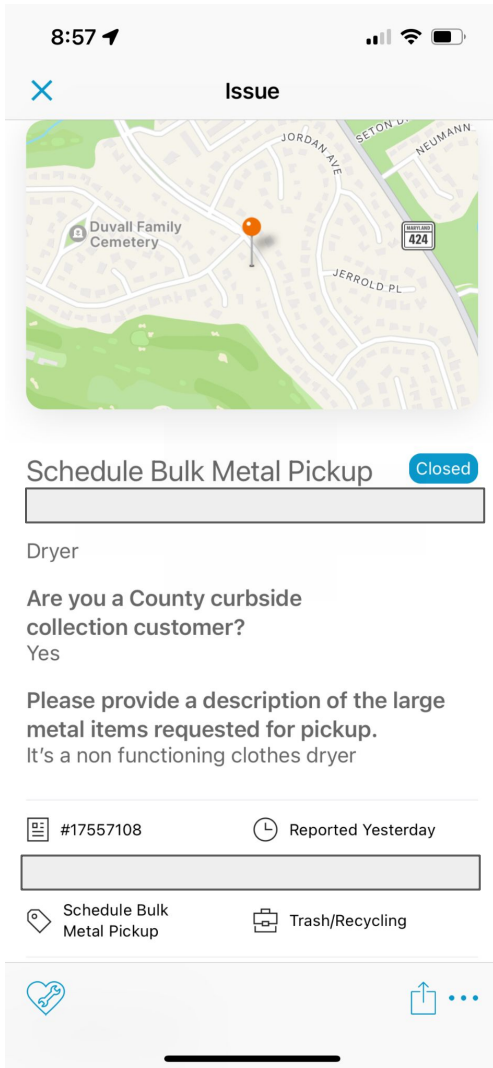 8:57
Issue
JORDAN AVE
SETON D
NEUMANN
Duvall Family
Cemetery
MARYLAND
424
JERROLD PL
Schedule Bulk Metal Pickup
Closed
Dryer
Are you a County curbside
collection customer?
Yes
Please provide a description of the large
metal items requested for pickup.
It's a non functioning clothes dryer
#17557108
Reported Yesterday
Schedule Bulk
Metal Pickup
Trash/Recycling